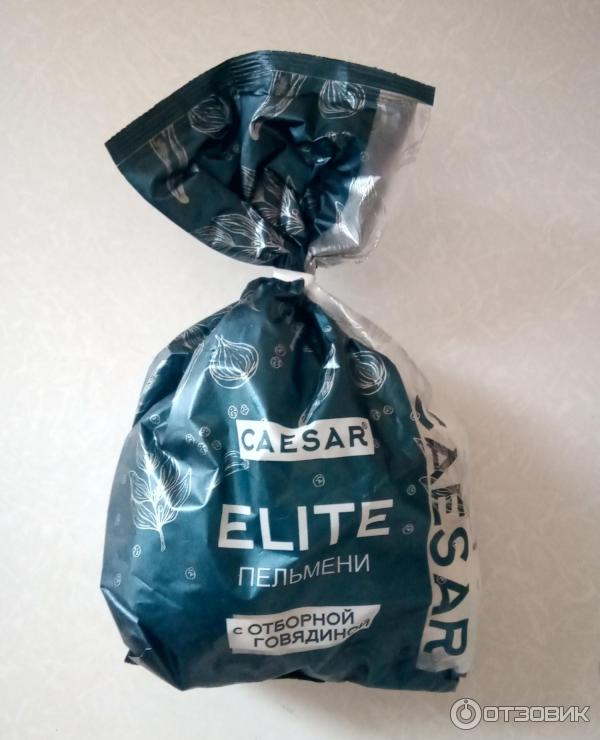 CAESAR®
ELITE
ПЕЛЬМЕНИ
с ОТБОРНОЙ
ГОВЯДИНОЙ
CAESAR
ОТЗОВИК